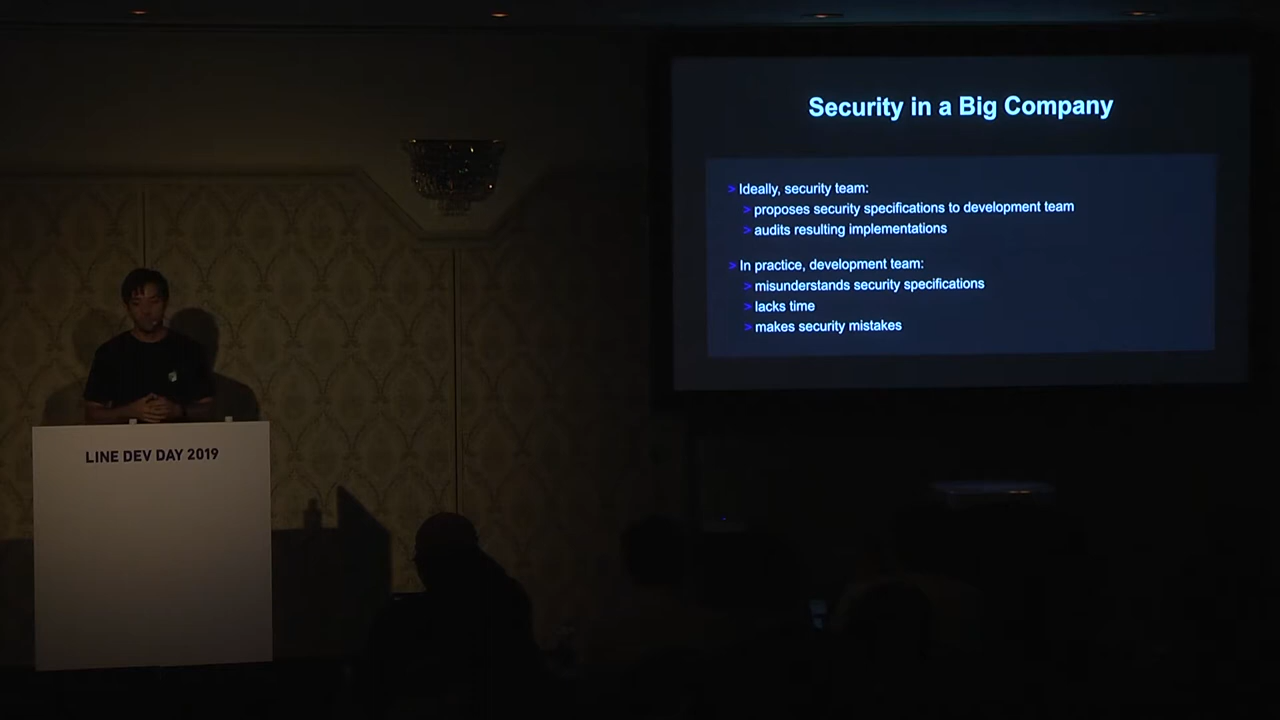 Security in a Big Company
> Ideally, security team:
> proposes security specifications to development team
> audits resulting implementations
> In practice, development team:
> misunderstands security specifications
> lacks time
> makes security mistakes
LINE DEV DAY 2019